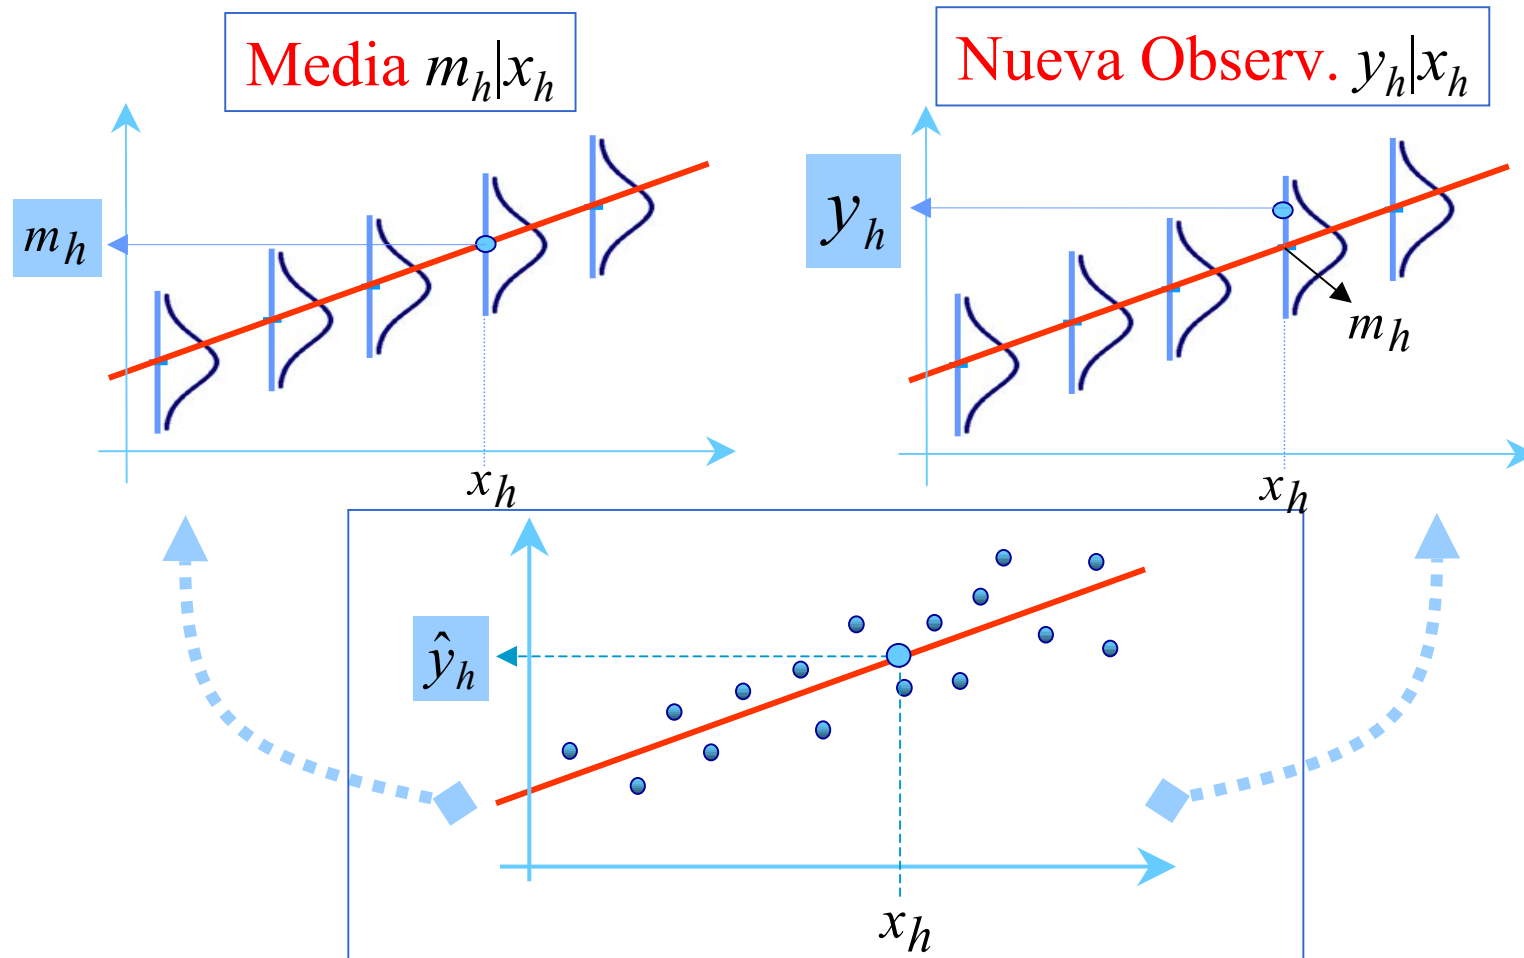 Media m_h|x_h
Nueva Observ. y_h|x_h
m_h
x_h
y_h
m_h
x_h
ŷ_h
x_h